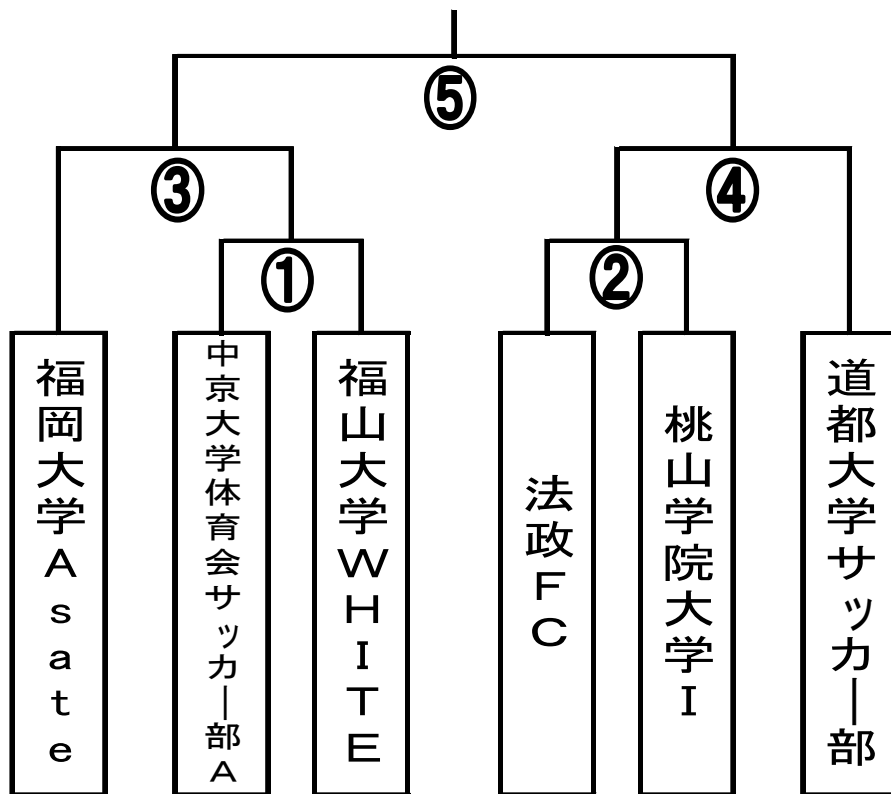 ⑤
③
④
①
②
福岡大学Asate
中京大学体育会サッカー部A
福山大学WHITE
法政FC
桃山学院大学I
道都大学サッカー部